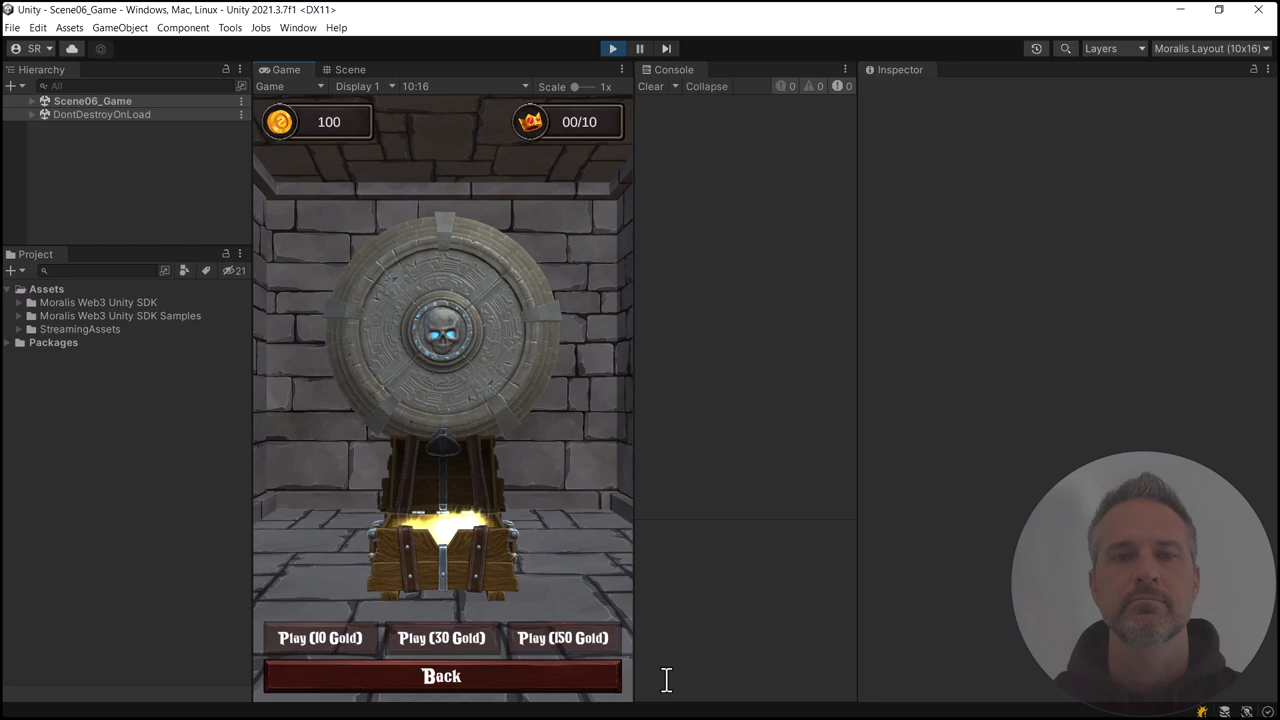 Unity - Scene06_Game - Windows, Mac, Linux - Unity 2021.3.7f1 <DX11>
File Edit Assets GameObject Component Tools Jobs Window Help
SR
Layers
Moralis Layout (10x16)
Hierarchy
All
Scene06_Game
DontDestroyOnLoad
Project
21
Assets
Moralis Web3 Unity SDK
Moralis Web3 Unity SDK Samples
StreamingAssets
Packages
Game Scene
Game Display 1 10:16 Scale 1x
100
00/10
Play (10 Gold)
Play (30 Gold)
Play (150 Gold)
Back
Console
Clear Collapse 0 0 0
Inspector